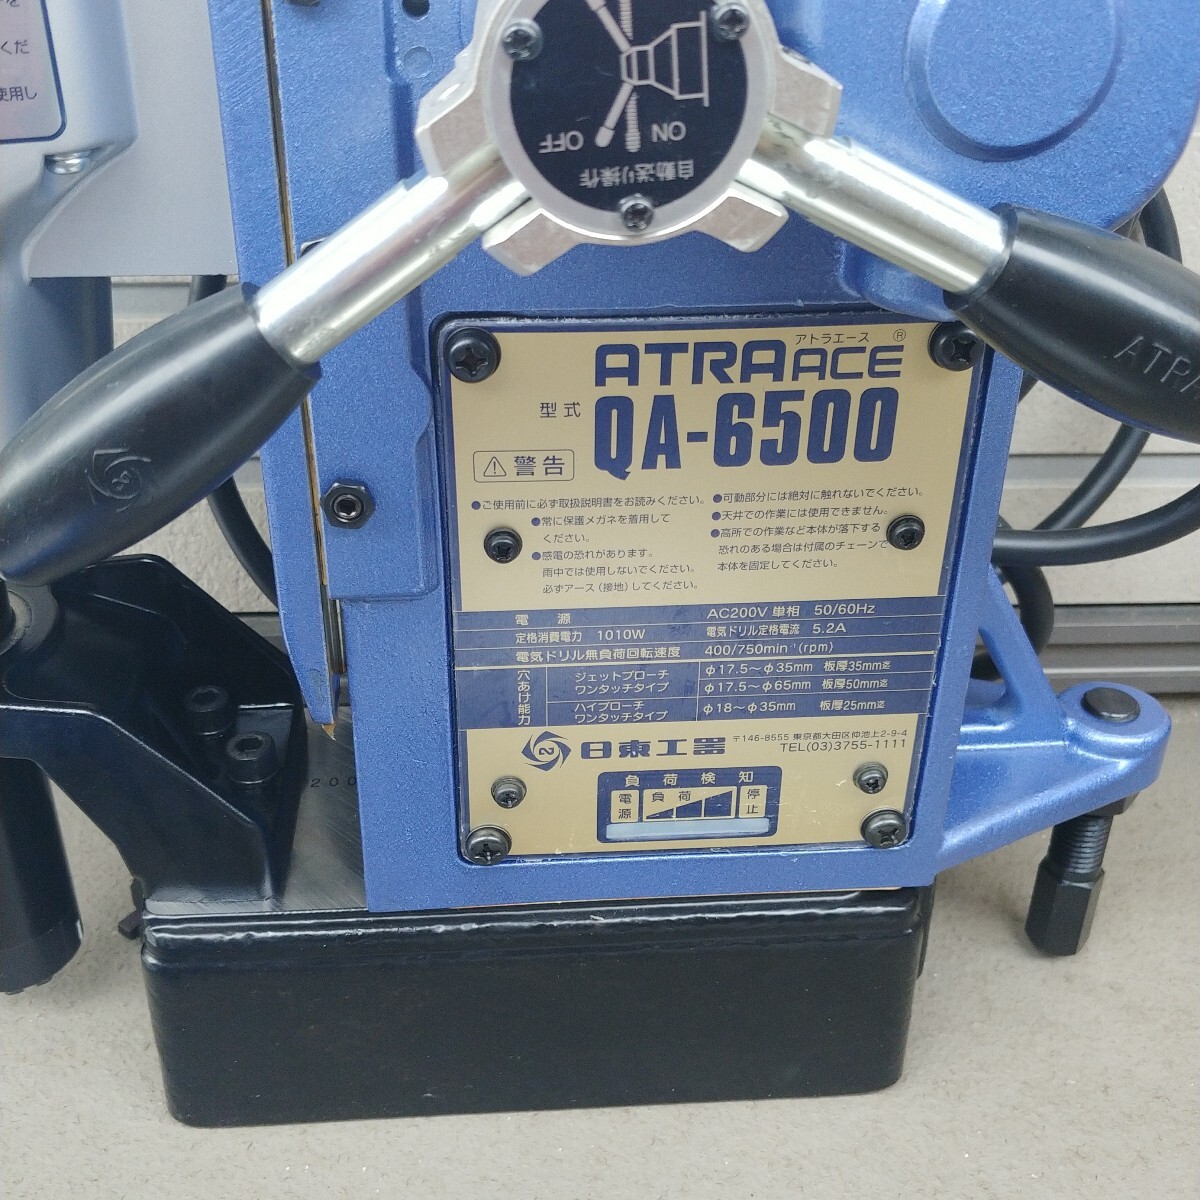 を
くだ
使用し
OFF
ON
自動送り操作
ATRA
アトラエース
ATRA ACE ®
型式 QA-6500
⚠警告
●ご使用前に必ず取扱説明書をお読みください。
●常に保護メガネを着用して
ください。
●感電の恐れがあります。
雨中では使用しないでください。
必ずアース(接地)してください。
●可動部分には絶対に触れないでください。
●天井での作業には使用できません。
●高所での作業など本体が落下する
恐れのある場合は付属のチェーンで
本体を固定してください。
電源 AC200V 単相 50/60Hz
定格消費電力 1010W 電気ドリル定格電流 5.2A
電気ドリル無負荷回転速度 400/750min⁻¹(rpm)
穴あけ能力
ジェットブローチ
ワンタッチタイプ
φ17.5~φ35mm 板厚35mm迄
φ17.5~φ65mm 板厚50mm迄
ハイブローチ
ワンタッチタイプ
φ18~φ35mm 板厚25mm迄
日東工器
〒146-8555 東京都大田区仲池上2-9-4
TEL(03)3755-1111
負荷検知
電源 負荷 停止
200